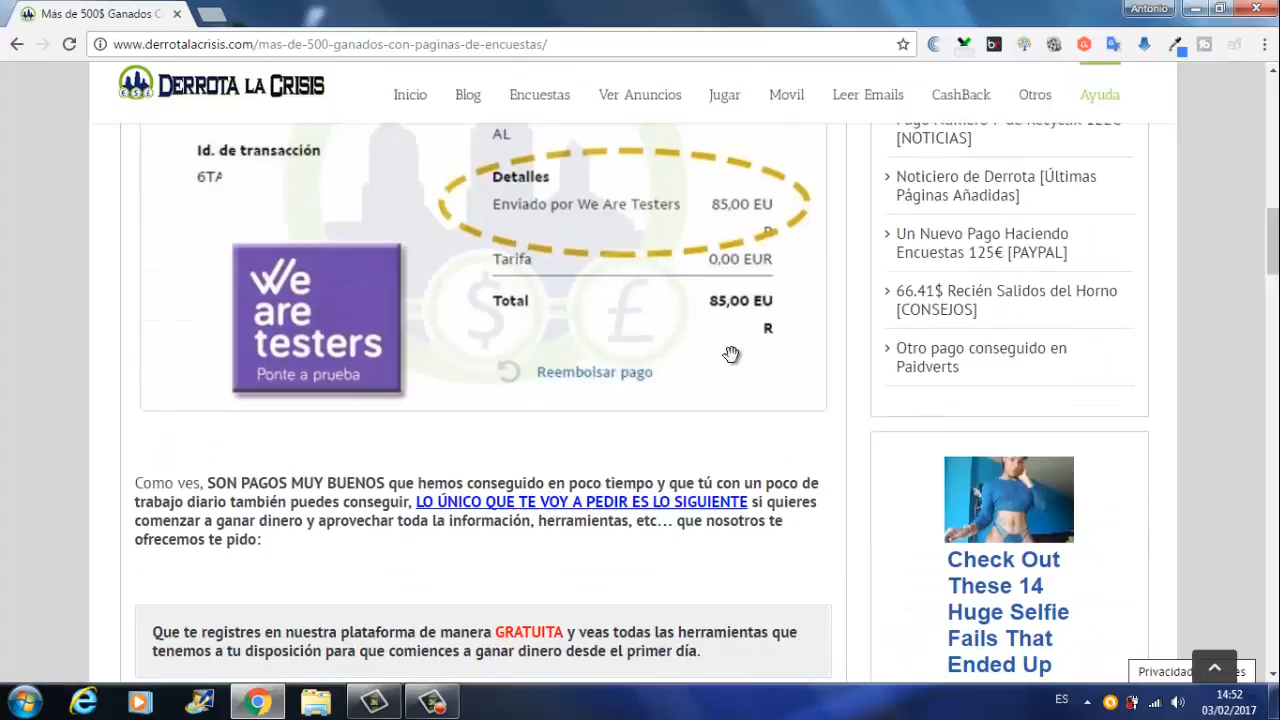 Más de 500$ Ganados C
Antonio
www.derrotalacrisis.com/mas-de-500-ganados-con-paginas-de-encuestas/
DERROTA LA CRISIS
Inicio Blog Encuestas Ver Anuncios Jugar Movil Leer Emails CashBack Otros Ayuda
AL
Id. de transacción
6TA
Detalles
Enviado por We Are Testers 85,00 EU
R
Tarifa 0,00 EUR
Total 85,00 EU
R
Reembolsar pago
we
are
testers
Ponte a prueba
[NOTICIAS]
Noticiero de Derrota [Últimas
Páginas Añadidas]
Un Nuevo Pago Haciendo
Encuestas 125€ [PAYPAL]
66.41$ Recién Salidos del Horno
[CONSEJOS]
Otro pago conseguido en
Paidverts
Como ves, SON PAGOS MUY BUENOS que hemos conseguido en poco tiempo y que tú con un poco de
trabajo diario también puedes conseguir, LO ÚNICO QUE TE VOY A PEDIR ES LO SIGUIENTE si quieres
comenzar a ganar dinero y aprovechar toda la información, herramientas, etc… que nosotros te
ofrecemos te pido:
Que te registres en nuestra plataforma de manera GRATUITA y veas todas las herramientas que
tenemos a tu disposición para que comiences a ganar dinero desde el primer día.
Check Out
These 14
Huge Selfie
Fails That
Ended Up
Privacidad
ES
14:52
03/02/2017